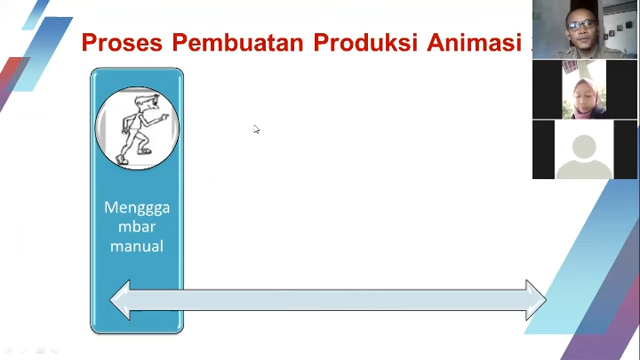 Proses Pembuatan Produksi Animasi
Menggga
mbar
manual